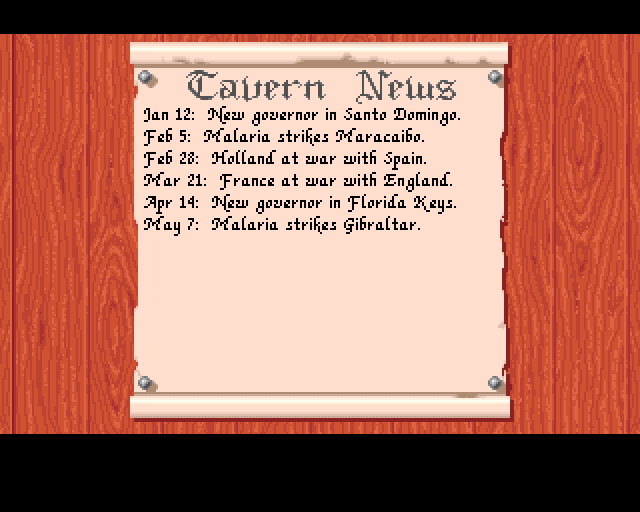 Tavern News
Jan 12: New governor in Santo Domingo.
Feb 5: Malaria strikes Maracaibo.
Feb 28: Holland at war with Spain.
Mar 21: France at war with England.
Apr 14: New governor in Florida Keys.
May 7: Malaria strikes Gibraltar.